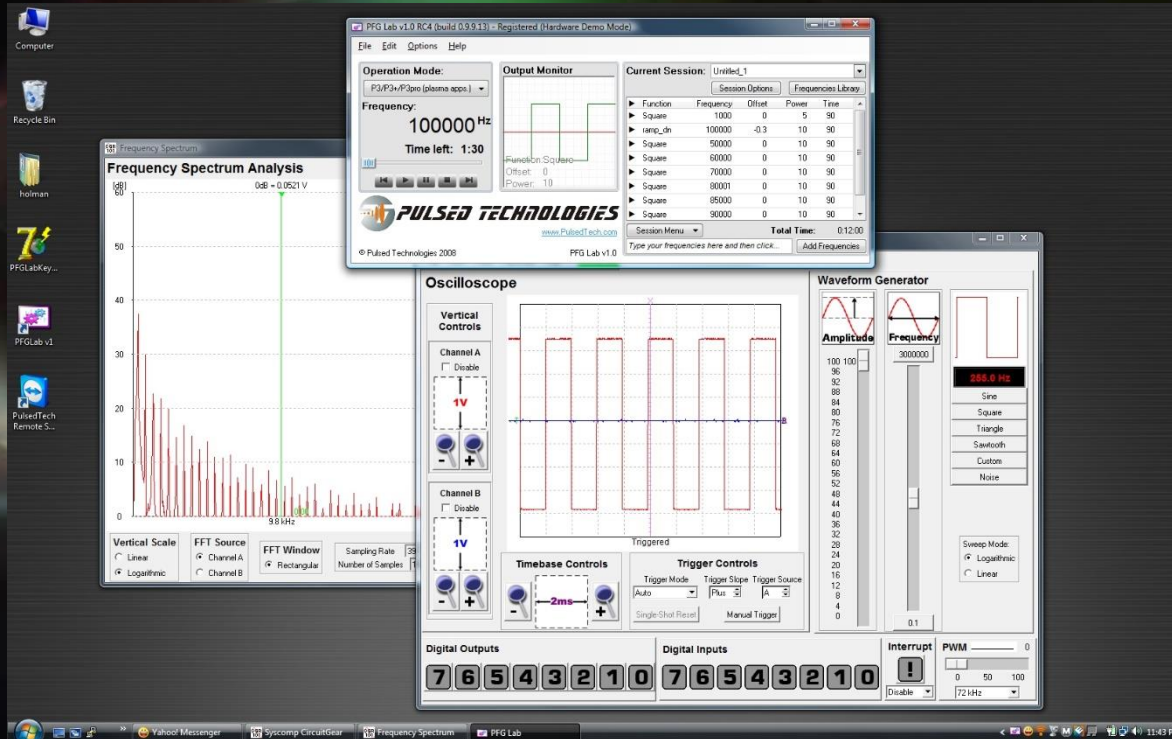 Computer
Recycle Bin
holman
PFGLabKey...
PFGLab v1
PulsedTech
Remote S...
PFG Lab v1.0 RC4 (build 0.9.9.13) - Registered (Hardware Demo Mode)
File Edit Options Help
Operation Mode:
P3/P3+/P3pro (plasma apps.)
Frequency:
100000 Hz
Time left: 1:30
Output Monitor
Function:Square
Offset: 0
Power: 10
PULSED TECHNOLOGIES
www.PulsedTech.com
© Pulsed Technologies 2008
PFG Lab v1.0
Current Session: Untitled_1
Session Options Frequencies Library
Function Frequency Offset Power Time
Square 1000 0 5 90
ramp_dn 100000 -0.3 10 90
Square 50000 0 10 90
Square 60000 0 10 90
Square 70000 0 10 90
Square 80001 0 10 90
Square 85000 0 10 90
Square 90000 0 10 90
Session Menu Total Time: 0:12:00
Type your frequencies here and then click... Add Frequencies
Frequency Spectrum
Frequency Spectrum Analysis
(dB) 0dB = 0.0521 V
60
50
40
30
20
10
0
9.8 kHz
Vertical Scale
Linear
Logarithmic
FFT Source
Channel A
Channel B
FFT Window
Rectangular
Sampling Rate 39
Number of Samples
Oscilloscope
Vertical
Controls
Channel A
Disable
1V
- +
Channel B
Disable
1V
- +
Triggered
Timebase Controls
- 2ms +
Trigger Controls
Trigger Mode Trigger Slope Trigger Source
Auto Plus A
Single-Shot Reset Manual Trigger
Waveform Generator
Amplitude
Frequency
100 100
96
92
88
84
80
76
72
68
64
60
56
52
48
44
40
36
32
28
24
20
16
12
8
4
0
3000000
0.1
255.0 Hz
Sine
Square
Triangle
Sawtooth
Custom
Noise
Sweep Mode:
Logarithmic
Linear
Digital Outputs
7 6 5 4 3 2 1 0
Digital Inputs
7 6 5 4 3 2 1 0
Interrupt
!
Disable
PWM 0
0 50 100
72 kHz
Yahoo! Messenger
Syscomp CircuitGear
Frequency Spectrum
PFG Lab
11:43